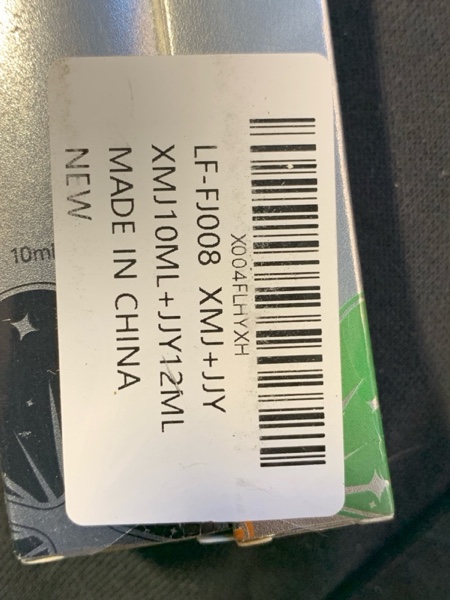 X004FLHYXH
LF-FJ008 XMJ+JJY
XMJ10ML+JJY12ML
MADE IN CHINA
NEW
10ml